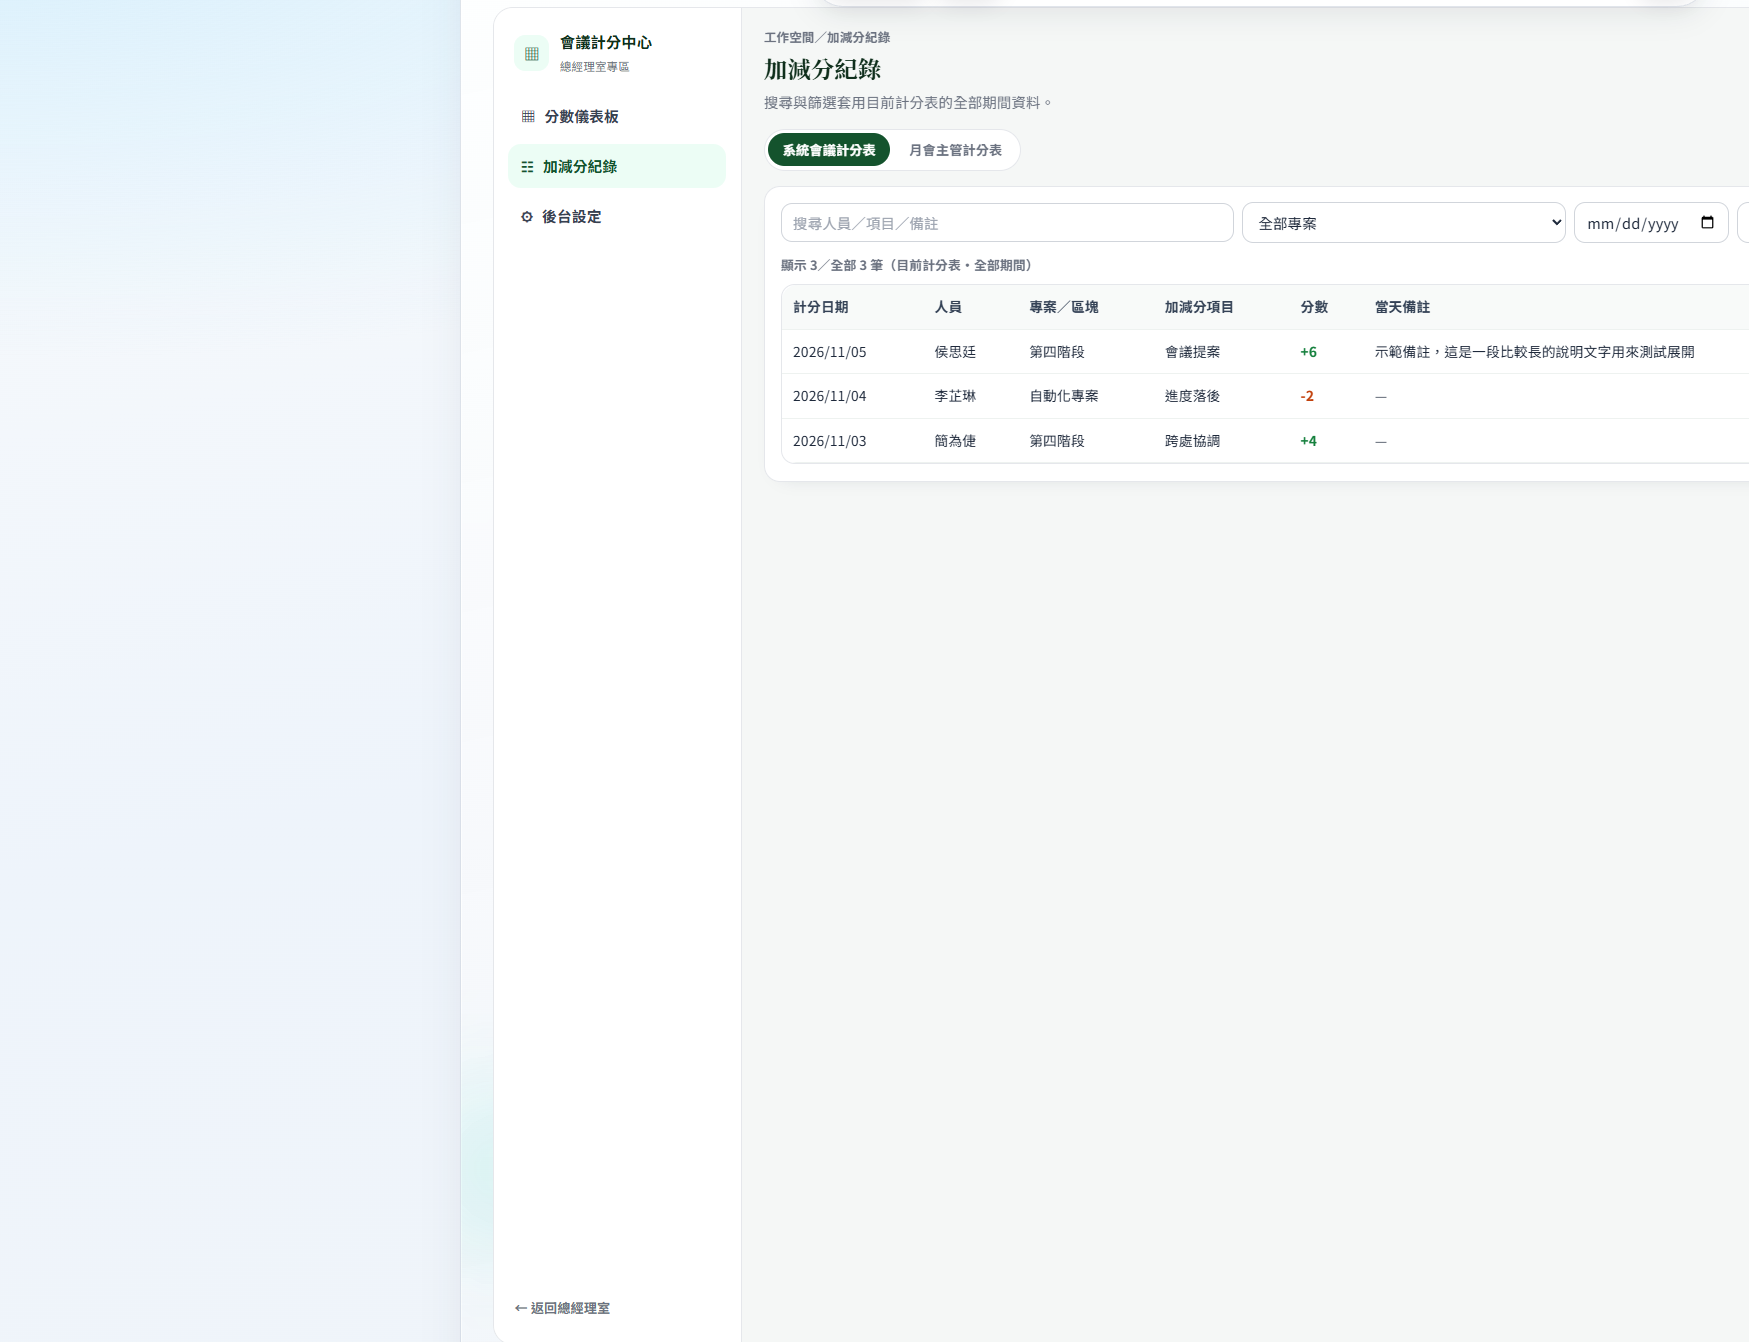 會議計分中心
總經理室專區
分數儀表板
加減分紀錄
後台設定
← 返回總經理室
工作空間／加減分紀錄
加減分紀錄
搜尋與篩選套用目前計分表的全部期間資料。
系統會議計分表 月會主管計分表
搜尋人員／項目／備註 全部專案 mm/dd/yyyy
顯示 3／全部 3 筆（目前計分表・全部期間）
計分日期 人員 專案／區塊 加減分項目 分數 當天備註
2026/11/05 侯思廷 第四階段 會議提案 +6 示範備註，這是一段比較長的說明文字用來測試展開
2026/11/04 李芷琳 自動化專案 進度落後 -2 —
2026/11/03 簡為倢 第四階段 跨處協調 +4 —